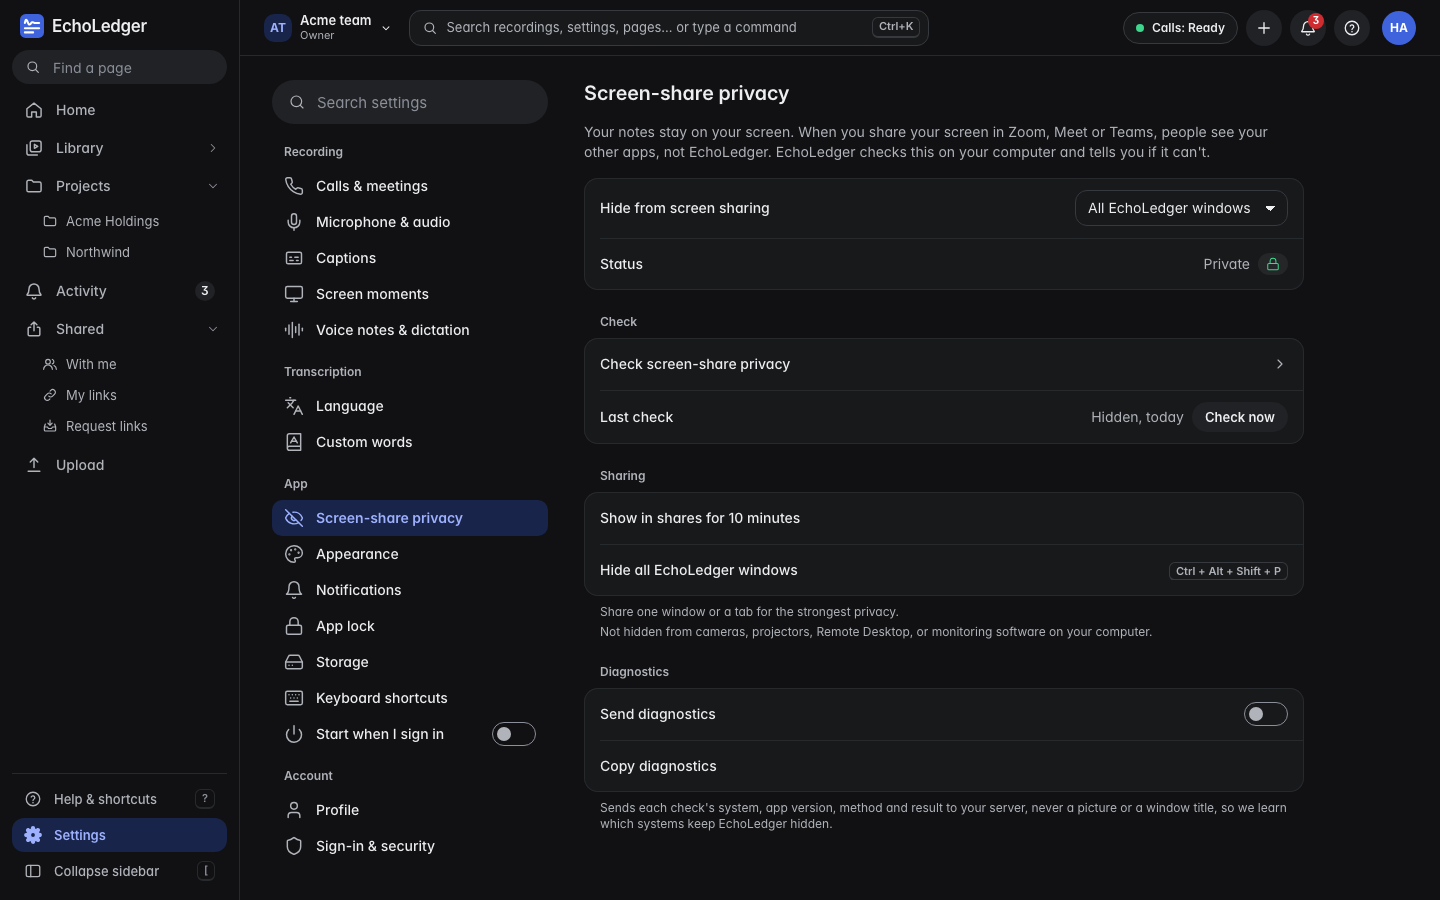 EchoLedger
Find a page
Home
Library
Projects
Acme Holdings
Northwind
Activity
3
Shared
With me
My links
Request links
Upload
Help & shortcuts
?
Settings
Collapse sidebar
[
AT
Acme team
Owner
Search recordings, settings, pages... or type a command
Ctrl+K
Calls: Ready
3
HA
Search settings
Recording
Calls & meetings
Microphone & audio
Captions
Screen moments
Voice notes & dictation
Transcription
Language
Custom words
App
Screen-share privacy
Appearance
Notifications
App lock
Storage
Keyboard shortcuts
Start when I sign in
Account
Profile
Sign-in & security
Screen-share privacy
Your notes stay on your screen. When you share your screen in Zoom, Meet or Teams, people see your
other apps, not EchoLedger. EchoLedger checks this on your computer and tells you if it can't.
Hide from screen sharing
All EchoLedger windows
Status
Private
Check
Check screen-share privacy
Last check
Hidden, today
Check now
Sharing
Show in shares for 10 minutes
Hide all EchoLedger windows
Ctrl + Alt + Shift + P
Share one window or a tab for the strongest privacy.
Not hidden from cameras, projectors, Remote Desktop, or monitoring software on your computer.
Diagnostics
Send diagnostics
Copy diagnostics
Sends each check's system, app version, method and result to your server, never a picture or a window title, so we learn
which systems keep EchoLedger hidden.